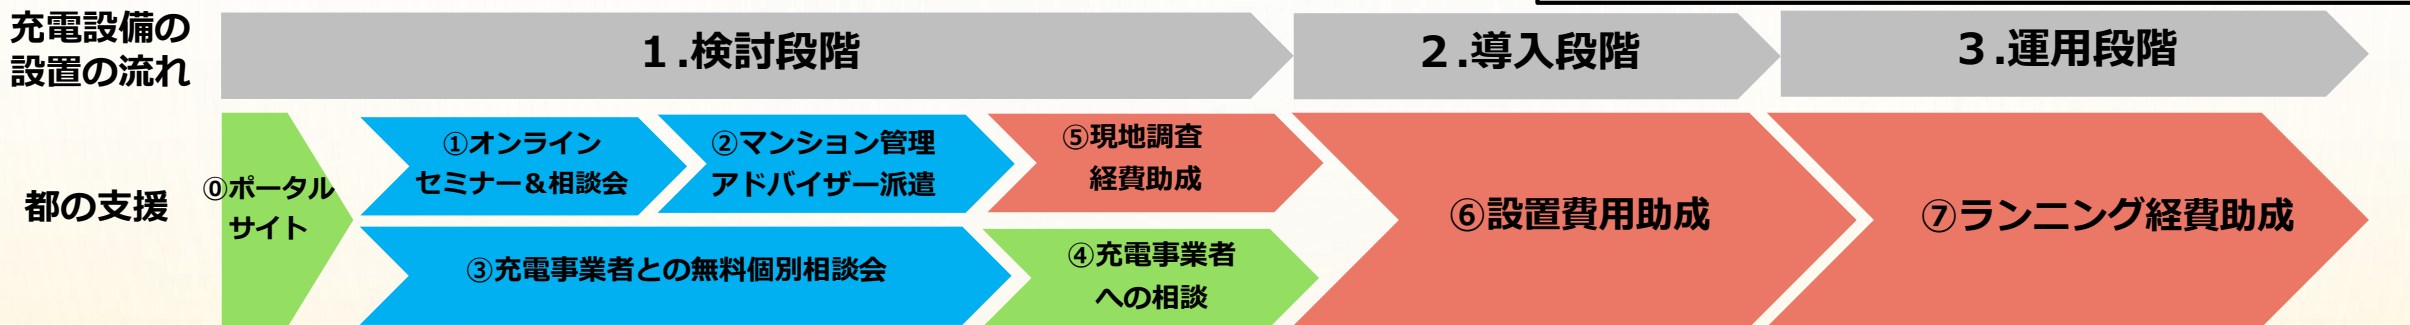 充電設備の
設置の流れ
１.検討段階
２.導入段階
３.運用段階
都の支援
⓪ポータル
サイト
①オンライン
セミナー＆相談会
②マンション管理
アドバイザー派遣
⑤現地調査
経費助成
③充電事業者との無料個別相談会
④充電事業者
への相談
⑥設置費用助成
⑦ランニング経費助成